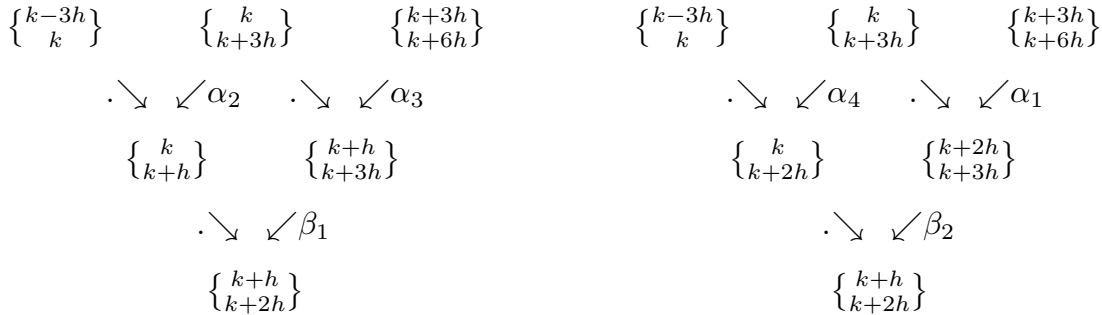 {k−3h k} {k k+3h} {k+3h k+6h} {k−3h k} {k k+3h} {k+3h k+6h}
. ↘ ↙ α₂ . ↘ ↙ α₃ . ↘ ↙ α₄ . ↘ ↙ α₁
{k k+h} {k+h k+3h} {k k+2h} {k+2h k+3h}
. ↘ ↙ β₁ . ↘ ↙ β₂
{k+h k+2h} {k+h k+2h}